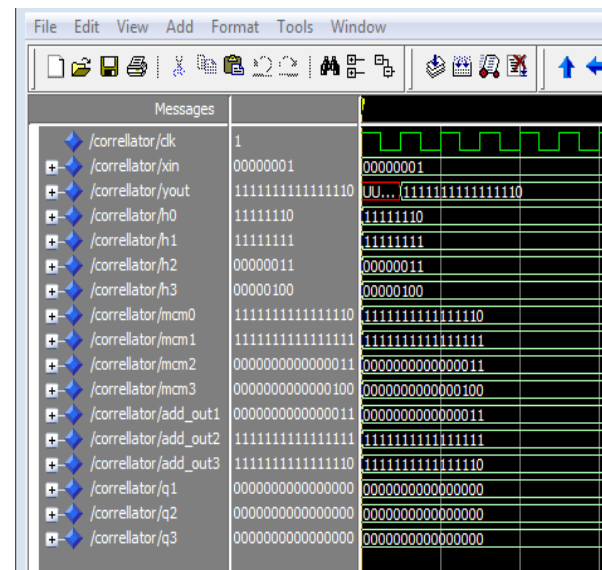 File Edit View Add Format Tools Window
Messages
/correllator/clk 1
/correllator/xin 00000001 00000001
/correllator/yout 1111111111111110 UU... 1111111111111110
/correllator/h0 11111110 11111110
/correllator/h1 11111111 11111111
/correllator/h2 00000011 00000011
/correllator/h3 00000100 00000100
/correllator/mcm0 1111111111111110 1111111111111110
/correllator/mcm1 1111111111111111 1111111111111111
/correllator/mcm2 0000000000000011 0000000000000011
/correllator/mcm3 0000000000000100 0000000000000100
/correllator/add_out1 0000000000000011 0000000000000011
/correllator/add_out2 1111111111111111 1111111111111111
/correllator/add_out3 1111111111111110 1111111111111110
/correllator/q1 0000000000000000 0000000000000000
/correllator/q2 0000000000000000 0000000000000000
/correllator/q3 0000000000000000 0000000000000000